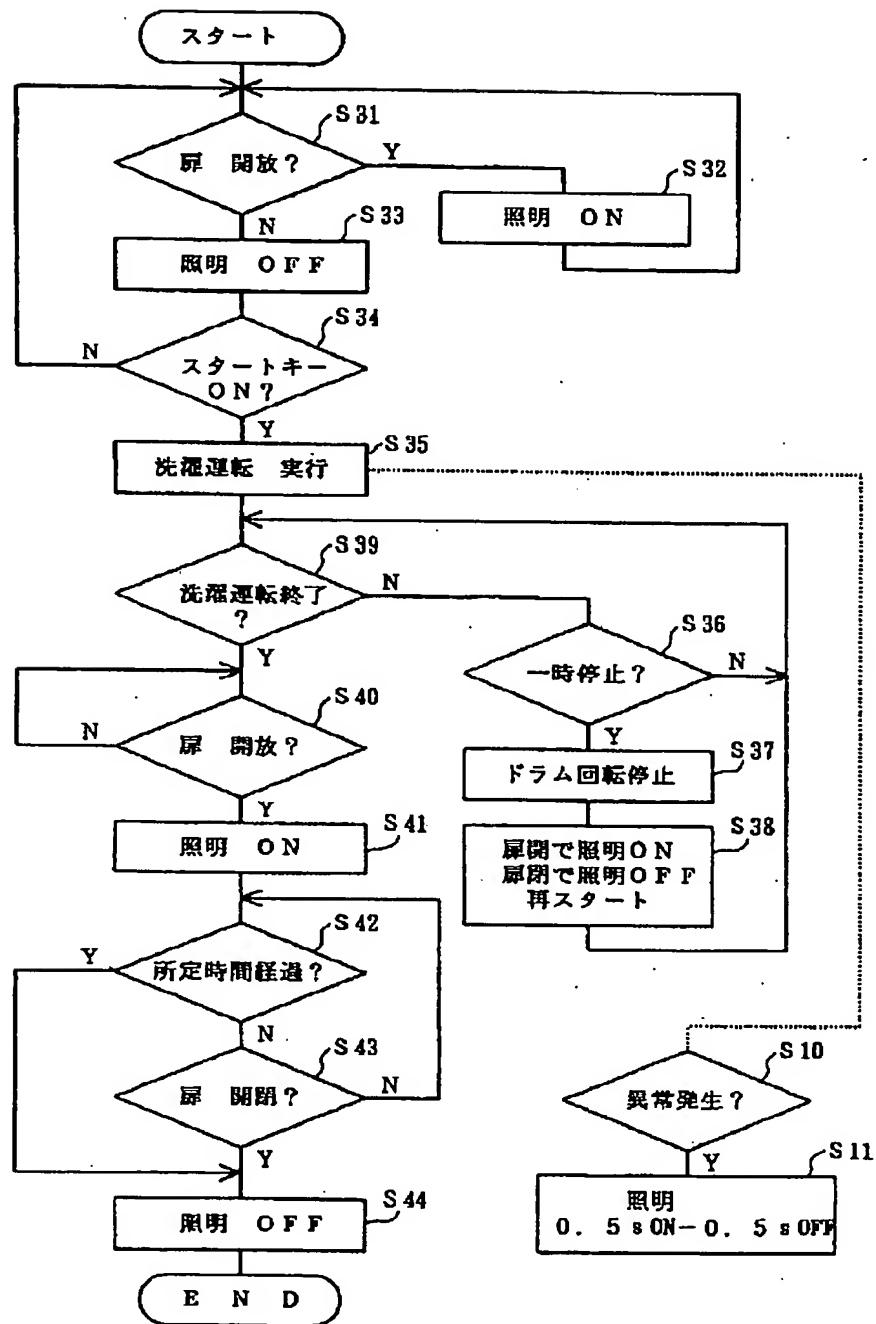 スタート
S31
扉 開放?
Y
S32
照明 ON
N
S33
照明 OFF
S34
スタートキー
ON?
N
Y
S35
洗濯運転 実行
S39
洗濯運転終了
?
N
Y
S36
一時停止?
N
Y
S37
ドラム回転停止
S38
扉開で照明ON
扉閉で照明OFF
再スタート
S40
扉 開放?
N
Y
S41
照明 ON
S42
所定時間経過?
Y
N
S43
扉 開閉?
N
Y
S44
照明 OFF
END
S10
異常発生?
Y
S11
照明
0.5sON-0.5sOFF